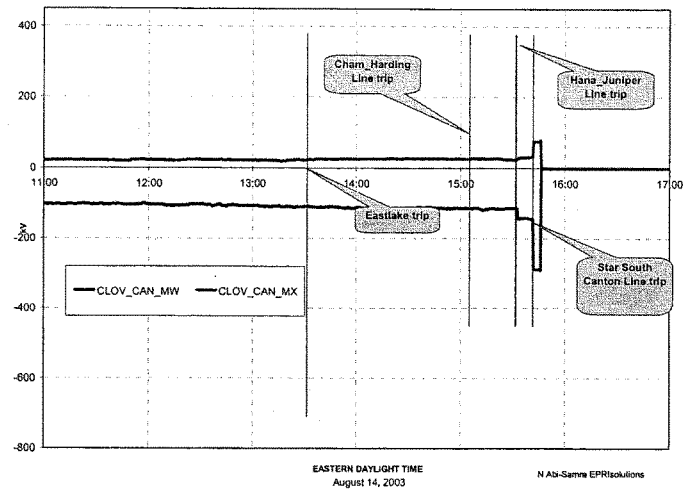 400
200
Cham_Harding
Line trip
Hana_Juniper
Line trip
0
11:00 12:00 13:00 14:00 15:00 16:00 17:00
Eastlake trip
-200
CLOV_CAN_MW CLOV_CAN_MX
Star South
Canton Line trip
-400
-600
-800
EASTERN DAYLIGHT TIME
August 14, 2003
N Abi-Samra EPRIsolutions